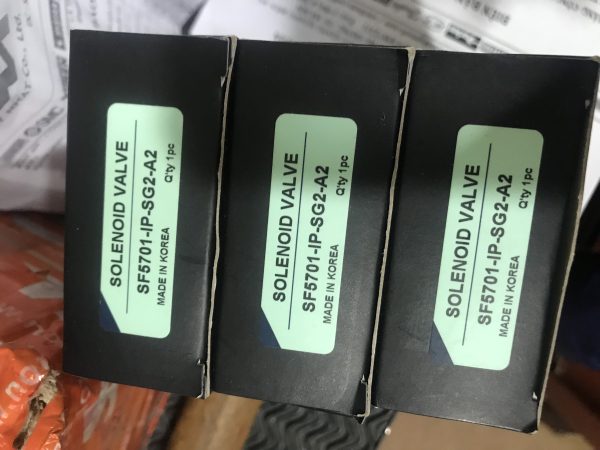 SOLENOID VALVE
SF5701-IP-SG2-A2
MADE IN KOREA
Q'ty 1pc
SOLENOID VALVE
SF5701-IP-SG2-A2
MADE IN KOREA
Q'ty 1pc
SOLENOID VALVE
SF5701-IP-SG2-A2
MADE IN KOREA
Q'ty 1pc